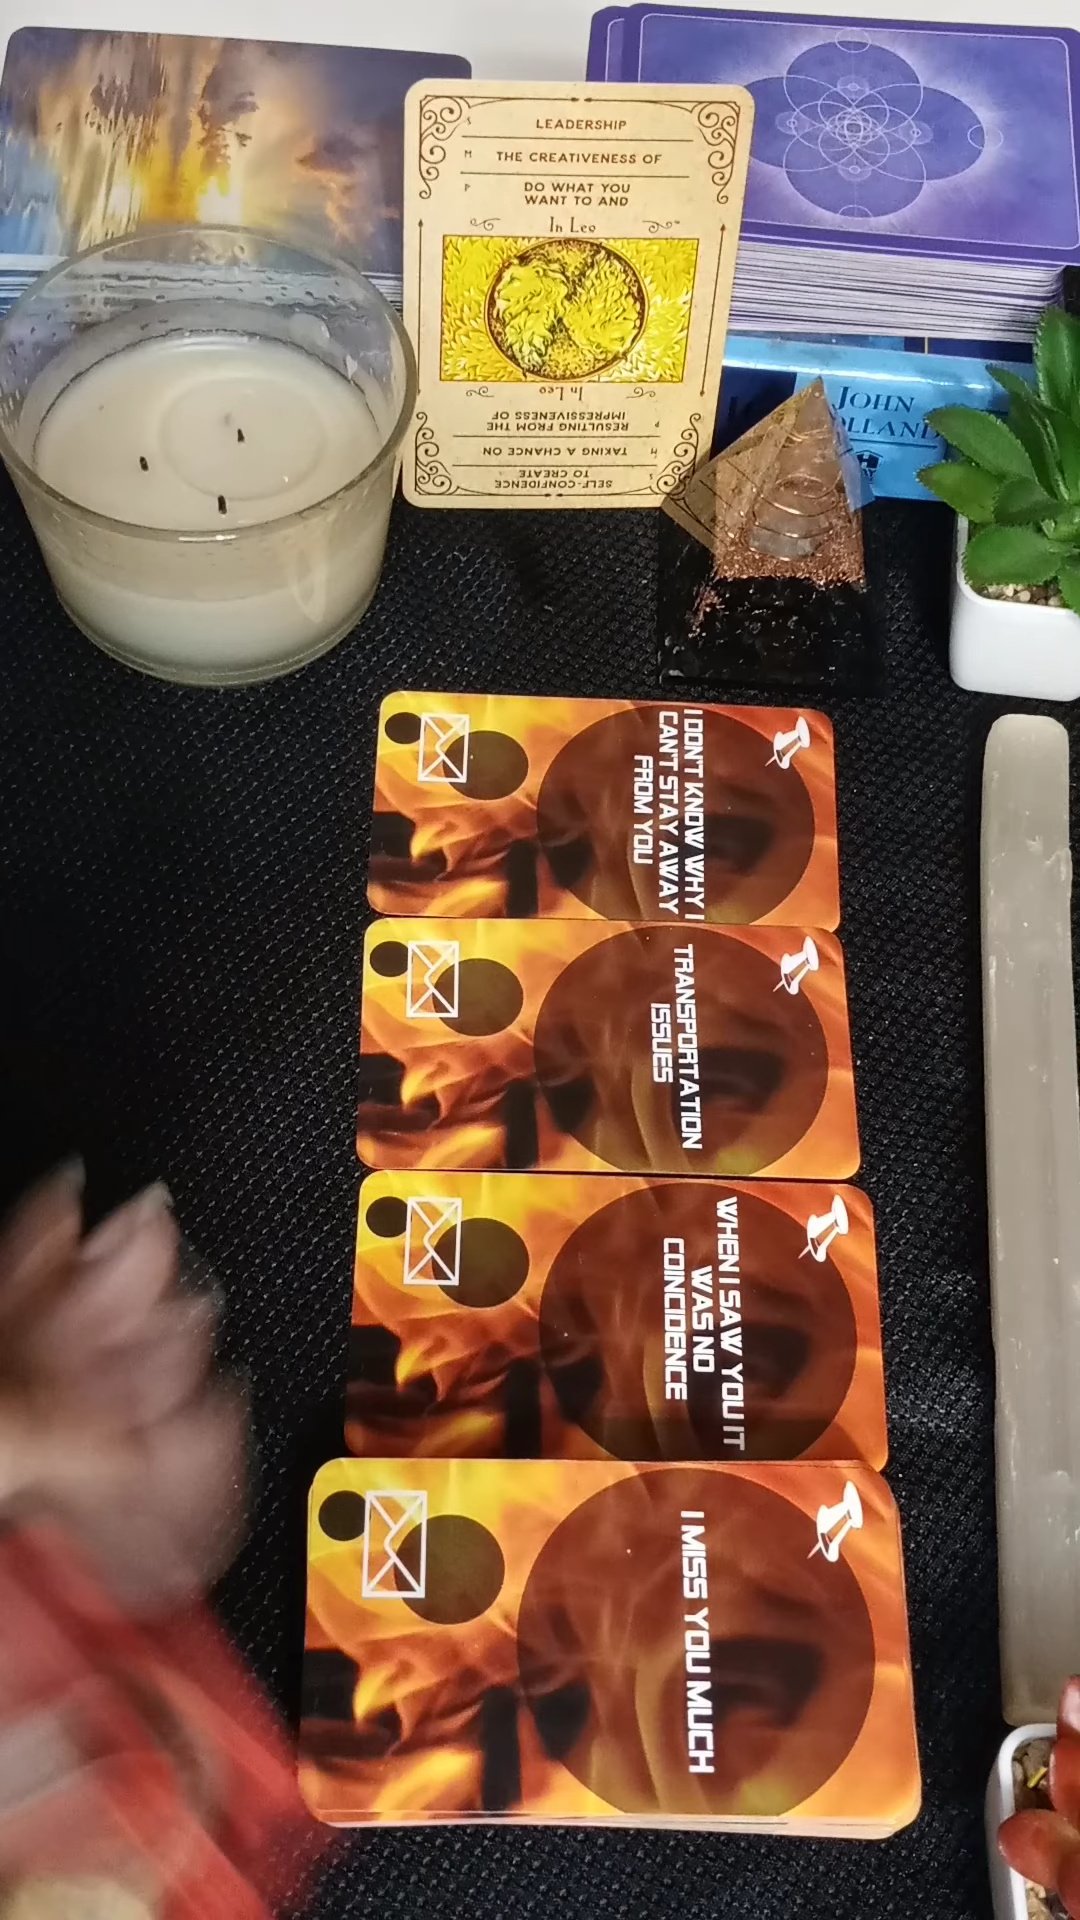 S
LEADERSHIP
M
THE CREATIVENESS OF
P
DO WHAT YOU
WANT TO AND
In Leo
In Leo
P
RESULTING FROM THE
IMPRESSIVENESS OF
TAKING A CHANCE ON
SELF-CONFIDENCE
TO CREATE
JOHN
I DON'T KNOW WHY I
CAN'T STAY AWAY
FROM YOU
TRANSPORTATION
ISSUES
WHEN I SAW YOU IT
WAS NO
COINCIDENCE
I MISS YOU MUCH